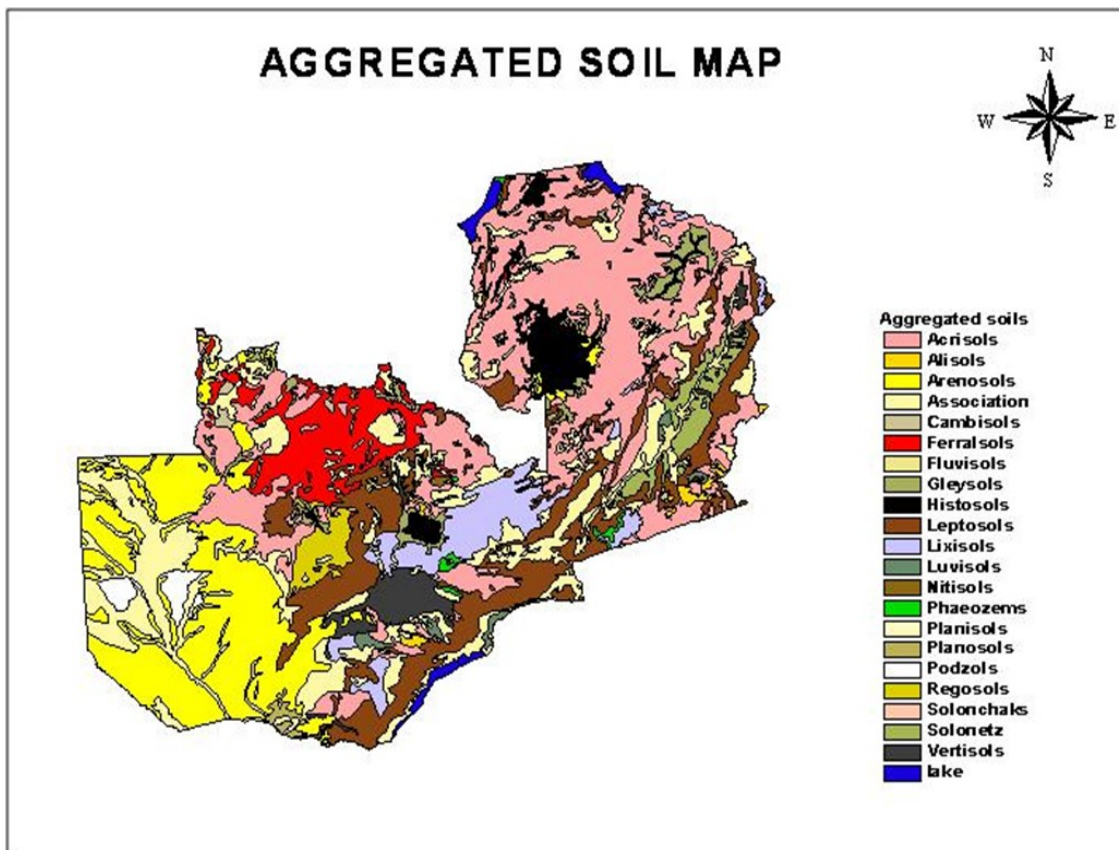 AGGREGATED SOIL MAP
N
W E
S
Aggregated soils
Acrisols
Alisols
Arenosols
Association
Cambisols
Ferralsols
Fluvisols
Gleysols
Histosols
Leptosols
Lixisols
Luvisols
Nitisols
Phaeozems
Planisols
Planosols
Podzols
Regosols
Solonchaks
Solonetz
Vertisols
lake